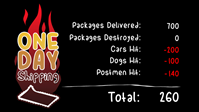 ONE
DAY
Shipping
Packages Delivered: 700
Packages Destroyed: 0
Cars Hit: -200
Dogs Hit: -100
Postmen Hit: -140
Total: 260